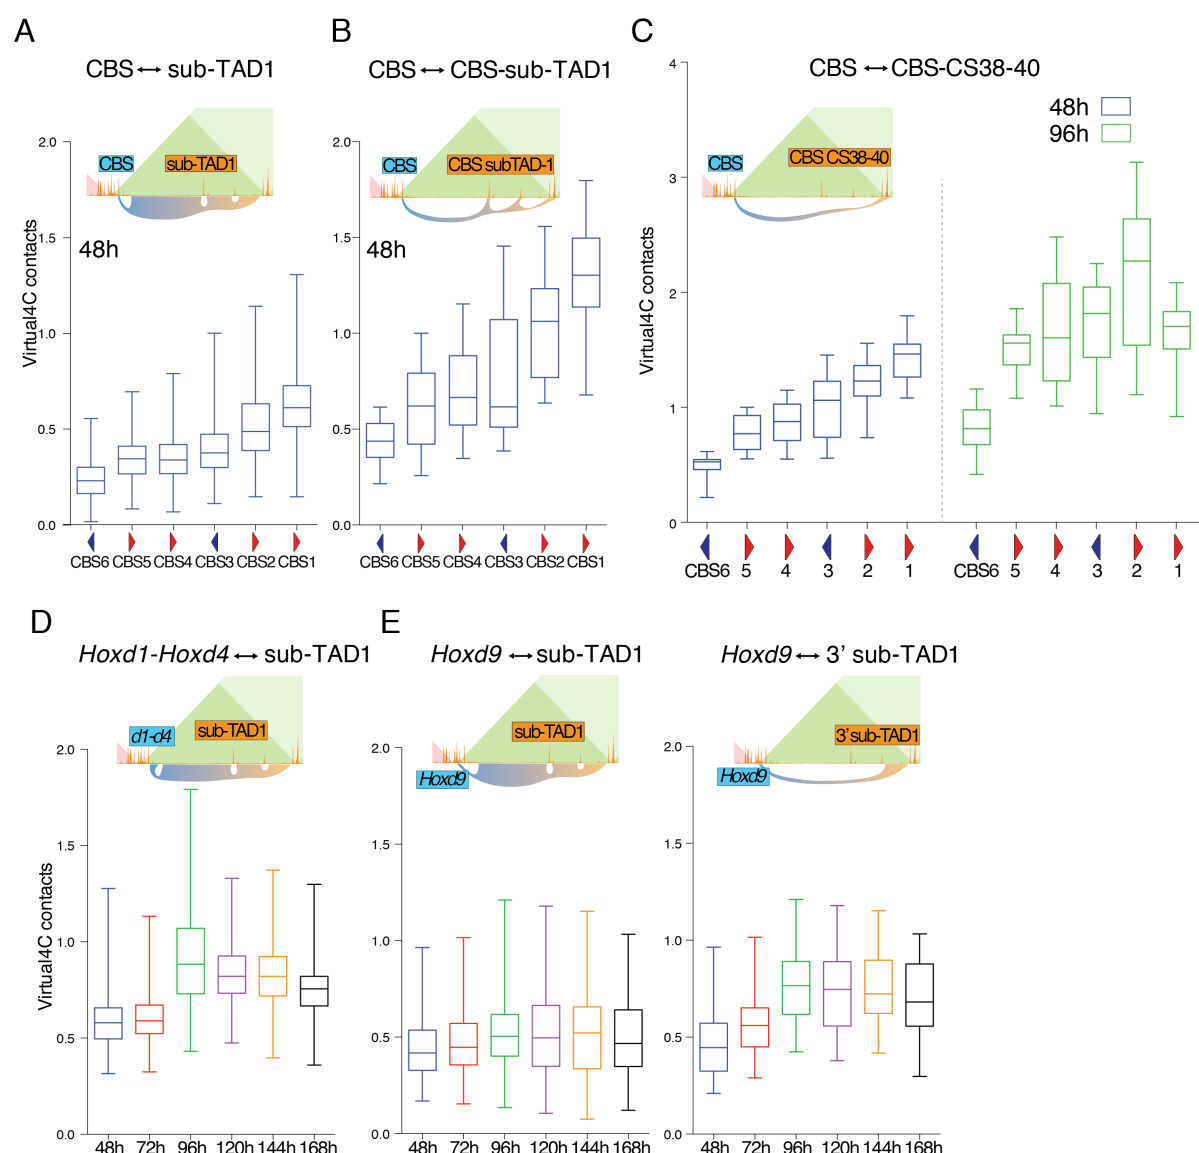 A
CBS ↔ sub-TAD1
CBS
sub-TAD1
48h
Virtual4C contacts
2.0
1.5
1.0
0.5
0.0
CBS6 CBS5 CBS4 CBS3 CBS2 CBS1
B
CBS ↔ CBS-sub-TAD1
CBS
CBS subTAD-1
48h
2.0
1.5
1.0
0.5
0.0
CBS6 CBS5 CBS4 CBS3 CBS2 CBS1
C
CBS ↔ CBS-CS38-40
48h
96h
CBS
CBS CS38-40
Virtual4C contacts
4
3
2
1
0
CBS6 5 4 3 2 1
CBS6 5 4 3 2 1
D
Hoxd1-Hoxd4 ↔ sub-TAD1
d1-d4
sub-TAD1
Virtual4C contacts
2.0
1.5
1.0
0.5
0.0
48h 72h 96h 120h 144h 168h
E
Hoxd9 ↔ sub-TAD1
sub-TAD1
Hoxd9
2.0
1.5
1.0
0.5
0.0
48h 72h 96h 120h 144h 168h
Hoxd9 ↔ 3’ sub-TAD1
3’sub-TAD1
Hoxd9
2.0
1.5
1.0
0.5
0.0
48h 72h 96h 120h 144h 168h